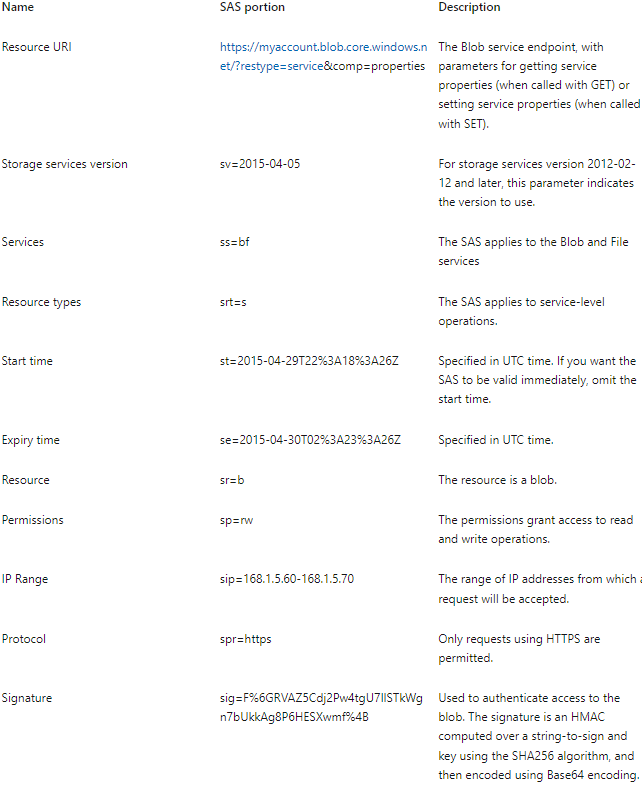 Name SAS portion Description
Resource URI https://myaccount.blob.core.windows.n The Blob service endpoint, with
et/?restype=service&comp=properties parameters for getting service
properties (when called with GET) or
setting service properties (when called
with SET).
Storage services version sv=2015-04-05 For storage services version 2012-02-
12 and later, this parameter indicates
the version to use.
Services ss=bf The SAS applies to the Blob and File
services
Resource types srt=s The SAS applies to service-level
operations.
Start time st=2015-04-29T22%3A18%3A26Z Specified in UTC time. If you want the
SAS to be valid immediately, omit the
start time.
Expiry time se=2015-04-30T02%3A23%3A26Z Specified in UTC time.
Resource sr=b The resource is a blob.
Permissions sp=rw The permissions grant access to read
and write operations.
IP Range sip=168.1.5.60-168.1.5.70 The range of IP addresses from which a
request will be accepted.
Protocol spr=https Only requests using HTTPS are
permitted.
Signature sig=F%6GRVAZ5Cdj2Pw4tgU7IlSTkWg Used to authenticate access to the
n7bUkkAg8P6HESXwmf%4B blob. The signature is an HMAC
computed over a string-to-sign and
key using the SHA256 algorithm, and
then encoded using Base64 encoding.